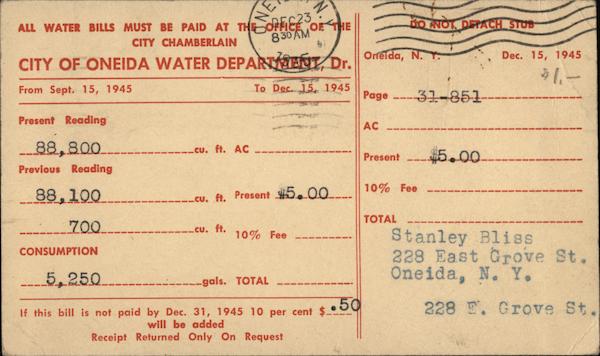 ALL WATER BILLS MUST BE PAID AT THE OFFICE OF THE
CITY CHAMBERLAIN
CITY OF ONEIDA WATER DEPARTMENT, Dr.
From Sept. 15, 1945 To Dec. 15, 1945
Present Reading
88,800 cu. ft. AC
Previous Reading
88,100 cu. ft. Present $5.00
700 cu. ft. 10% Fee
CONSUMPTION
5,250 gals. TOTAL
If this bill is not paid by Dec. 31, 1945 10 per cent $ .50
will be added
Receipt Returned Only On Request
N.Y.
DEC 23
8 30 AM
DO NOT DETACH STUB
Oneida, N. Y. Dec. 15, 1945
Page 31-851
AC
Present $5.00
10% Fee
TOTAL
Stanley Bliss
228 East Grove St.
Oneida, N. Y.
228 E. Grove St.